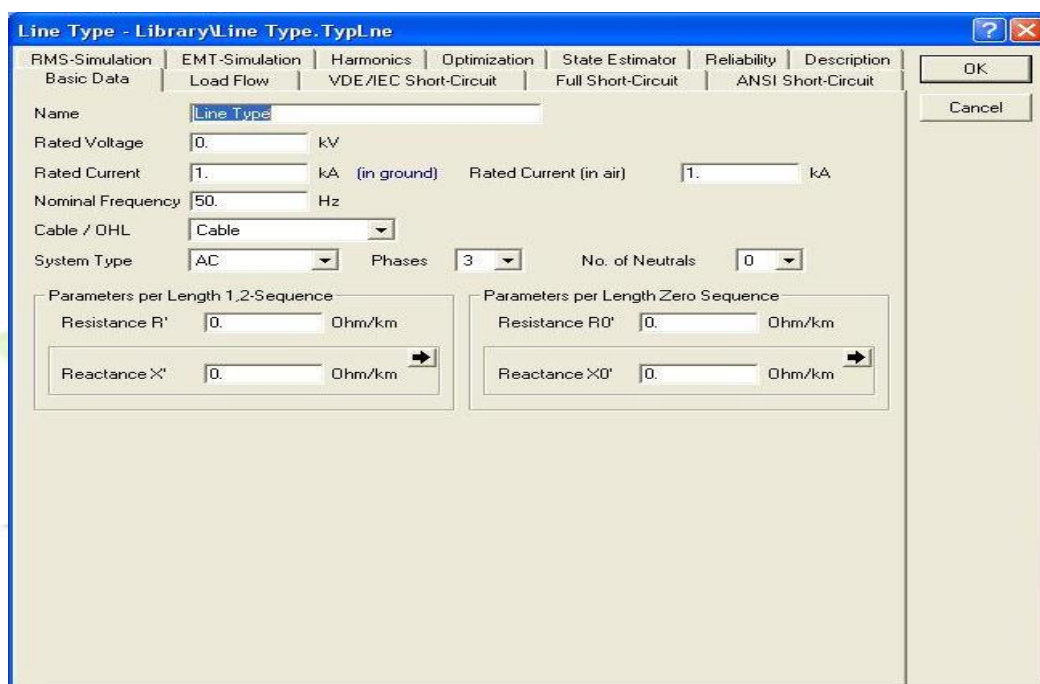 Line Type - Library\Line Type.TypLne
RMS-Simulation EMT-Simulation Harmonics Optimization State Estimator Reliability Description
Basic Data Load Flow VDE/IEC Short-Circuit Full Short-Circuit ANSI Short-Circuit
OK
Cancel
Name Line Type
Rated Voltage 0. kV
Rated Current 1. kA (in ground) Rated Current (in air) 1. kA
Nominal Frequency 50. Hz
Cable / OHL Cable
System Type AC Phases 3 No. of Neutrals 0
Parameters per Length 1,2-Sequence Parameters per Length Zero Sequence
Resistance R' 0. Ohm/km Resistance R0' 0. Ohm/km
Reactance X' 0. Ohm/km Reactance X0' 0. Ohm/km